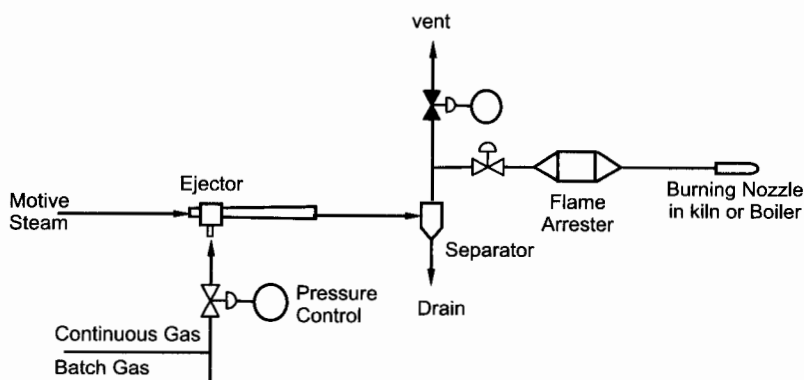 vent
Ejector
Motive
Steam
Burning Nozzle
in kiln or Boiler
Flame
Arrester
Separator
Pressure
Control
Drain
Continuous Gas
Batch Gas